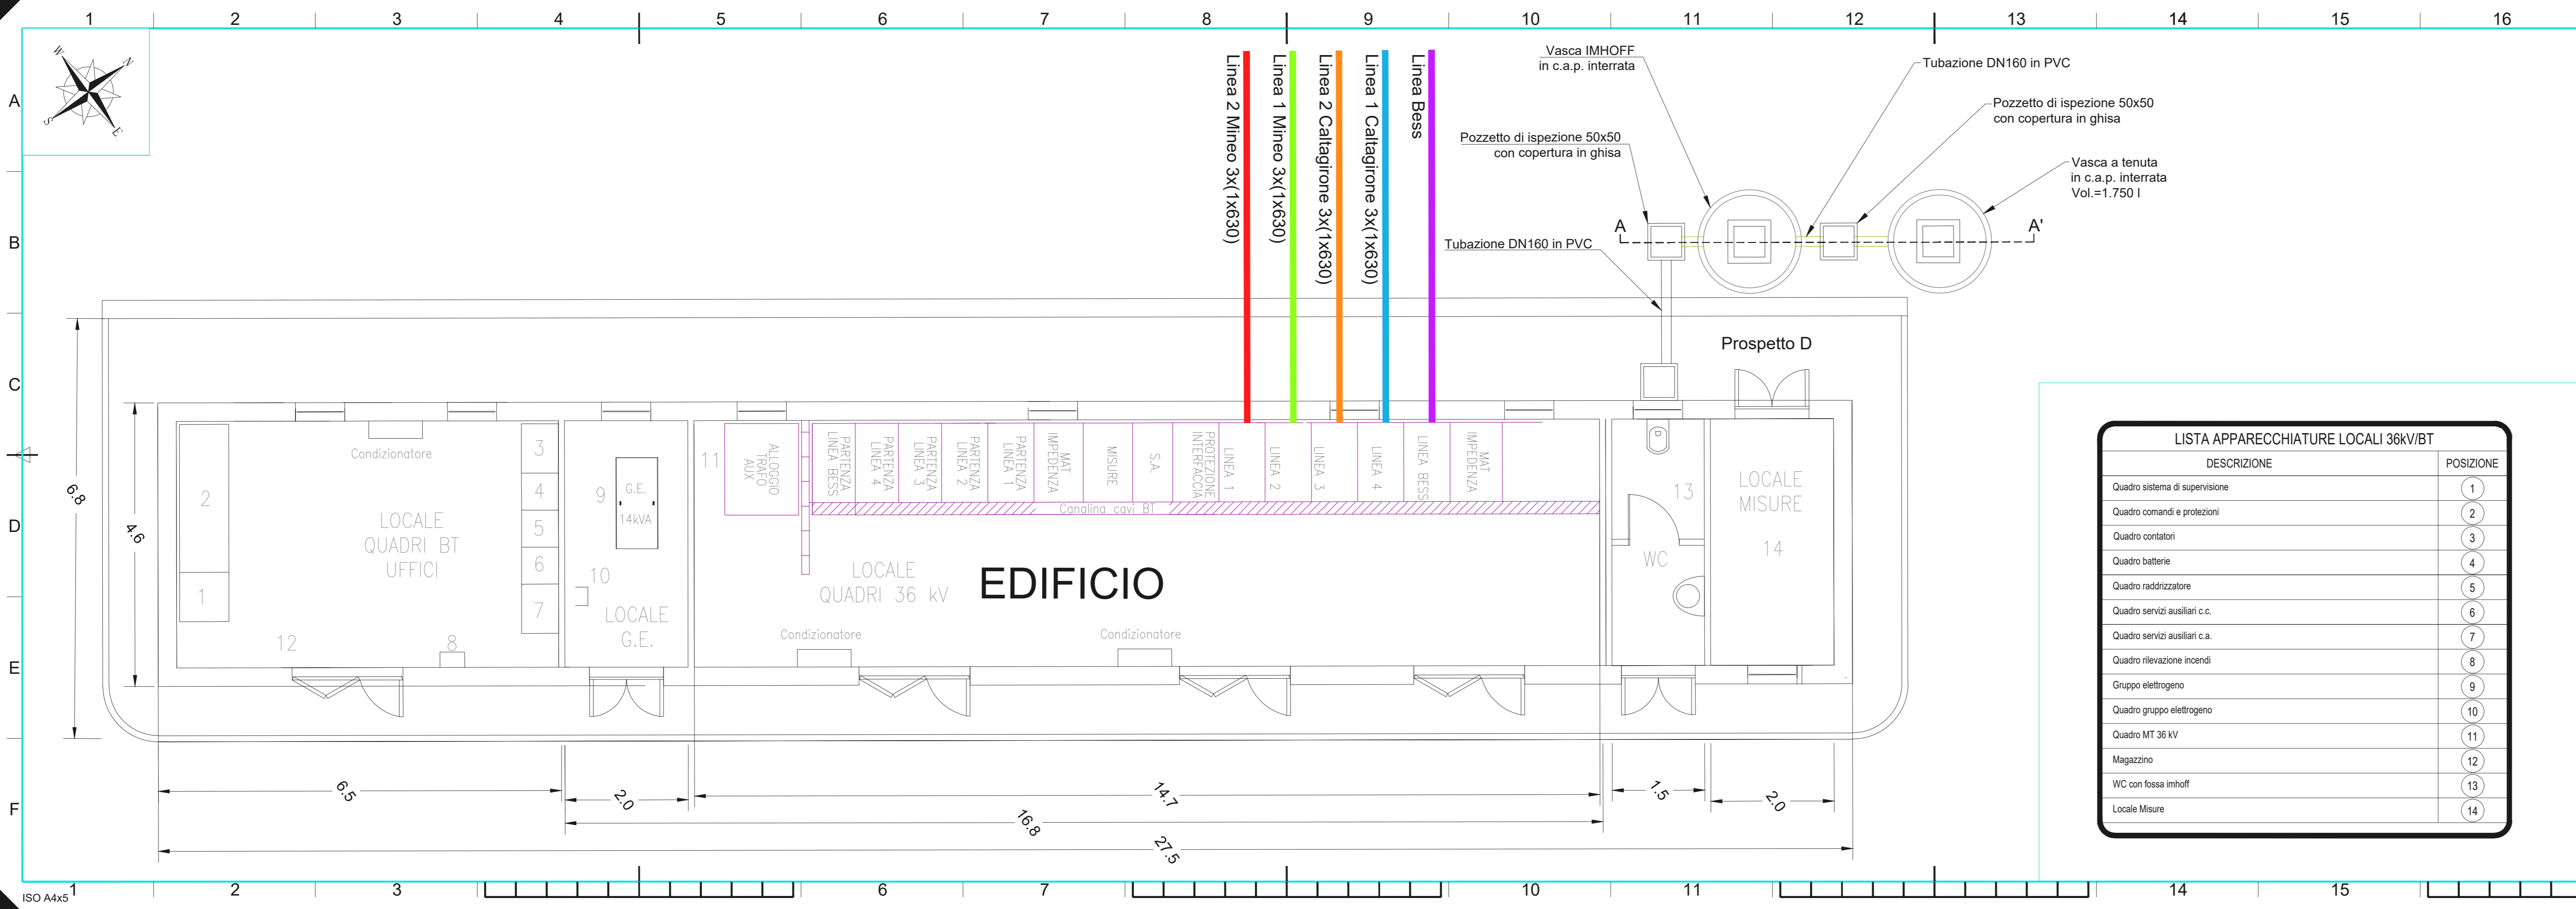 1 2 3 4 5 6 7 8 9 10 11 12 13 14 15 16
A
B
C
D
E
F
W
N
S
E
Linea 2 Mineo 3x(1x630)
Linea 1 Mineo 3x(1x630)
Linea 2 Caltagirone 3x(1x630)
Linea 1 Caltagirone 3x(1x630)
Linea Bess
Vasca IMHOFF
in c.a.p. interrata
Tubazione DN160 in PVC
Pozzetto di ispezione 50x50
con copertura in ghisa
Pozzetto di ispezione 50x50
con copertura in ghisa
Vasca a tenuta
in c.a.p. interrata
Vol.=1.750 l
A
A'
Tubazione DN160 in PVC
Prospetto D
6.8
4.6
2
1
Condizionatore
LOCALE
QUADRI BT
UFFICI
12
8
3
4
5
6
7
9
G.E.
14kVA
10
LOCALE
G.E.
11
ALLOGGIO
TRAFO
AUX
PARTENZA
LINEA BESS
PARTENZA
LINEA 4
PARTENZA
LINEA 3
PARTENZA
LINEA 2
PARTENZA
LINEA 1
MAT
IMPEDENZA
MISURE
S.A.
PROTEZIONE
INTERFACCIA
LINEA 1
LINEA 2
LINEA 3
LINEA 4
LINEA BESS
MAT
IMPEDENZA
Canalina cavi BT
LOCALE
QUADRI 36 kV
EDIFICIO
Condizionatore
Condizionatore
13
WC
LOCALE
MISURE
14
6.5
2.0
14.7
1.5
2.0
16.8
27.5
LISTA APPARECCHIATURE LOCALI 36kV/BT
DESCRIZIONE POSIZIONE
Quadro sistema di supervisione 1
Quadro comandi e protezioni 2
Quadro contatori 3
Quadro batterie 4
Quadro raddrizzatore 5
Quadro servizi ausiliari c.c. 6
Quadro servizi ausiliari c.a. 7
Quadro rilevazione incendi 8
Gruppo elettrogeno 9
Quadro gruppo elettrogeno 10
Quadro MT 36 kV 11
Magazzino 12
WC con fossa imhoff 13
Locale Misure 14
1 2 3 4 5 6 7 8 9 10 11 12 13 14 15 16
ISO A4x5